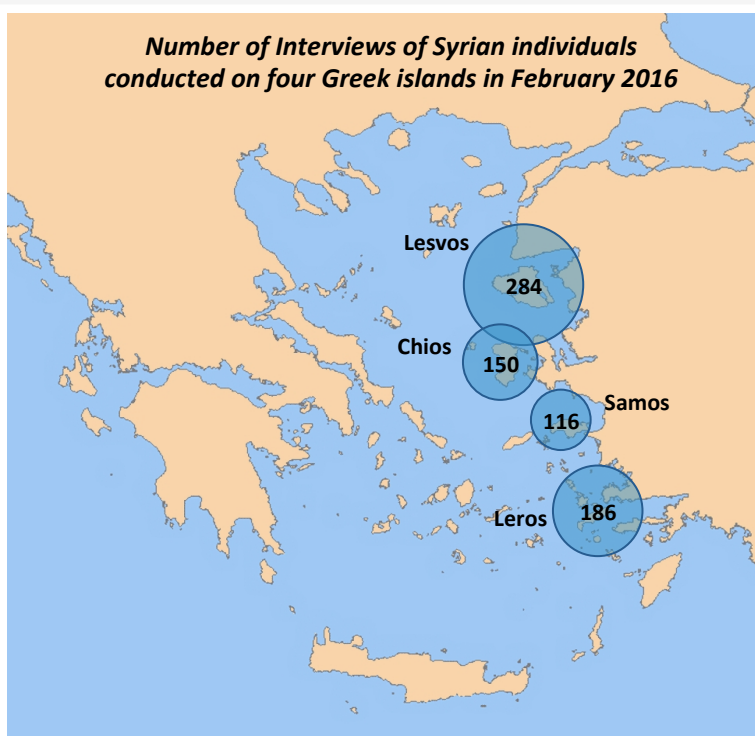 Number of Interviews of Syrian individuals
conducted on four Greek islands in February 2016
Lesvos
284
Chios
150
Samos
116
Leros
186